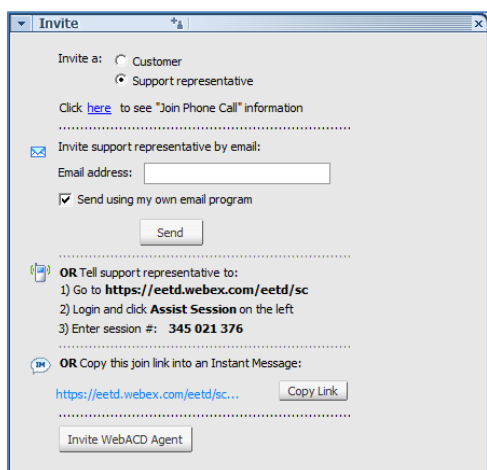 Invite
Invite a: Customer
Support representative
Click here to see "Join Phone Call" information
Invite support representative by email:
Email address:
Send using my own email program
Send
OR Tell support representative to:
1) Go to https://eetd.webex.com/eetd/sc
2) Login and click Assist Session on the left
3) Enter session #: 345 021 376
IM
OR Copy this join link into an Instant Message:
https://eetd.webex.com/eetd/sc... Copy Link
Invite WebACD Agent